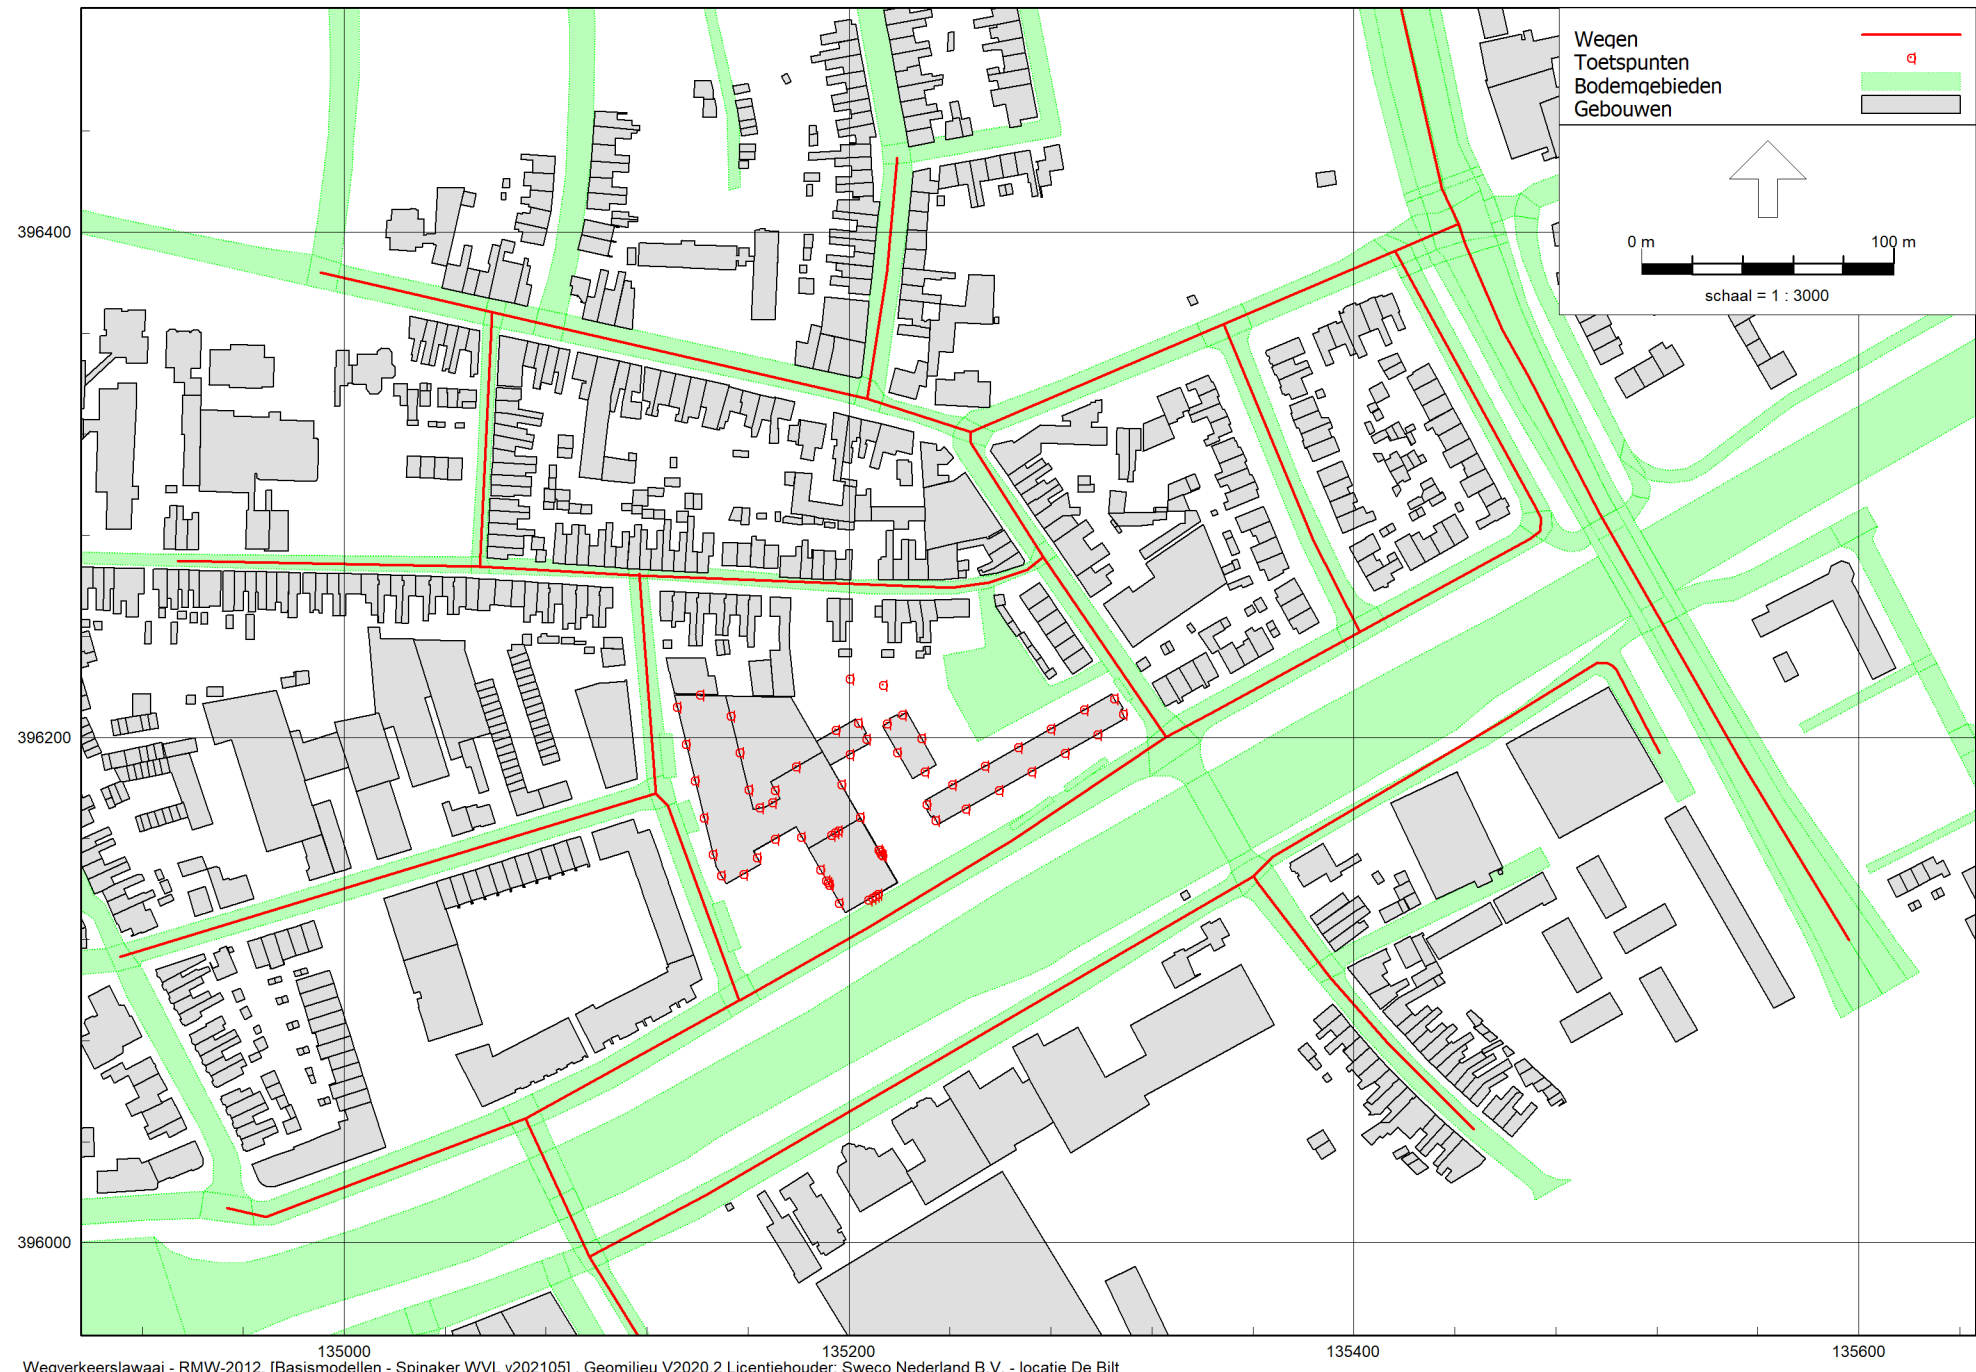 Wegen
Toetspunten
Bodemgebieden
Gebouwen
0 m 100 m
schaal = 1 : 3000
396400
396200
396000
135000 135200 135400 135600
Wegverkeerslawaai - RMW-2012, [Basismodellen - Spinaker WVL v202105] , Geomilieu V2020.2 Licentiehouder: Sweco Nederland B.V. - locatie De Bilt